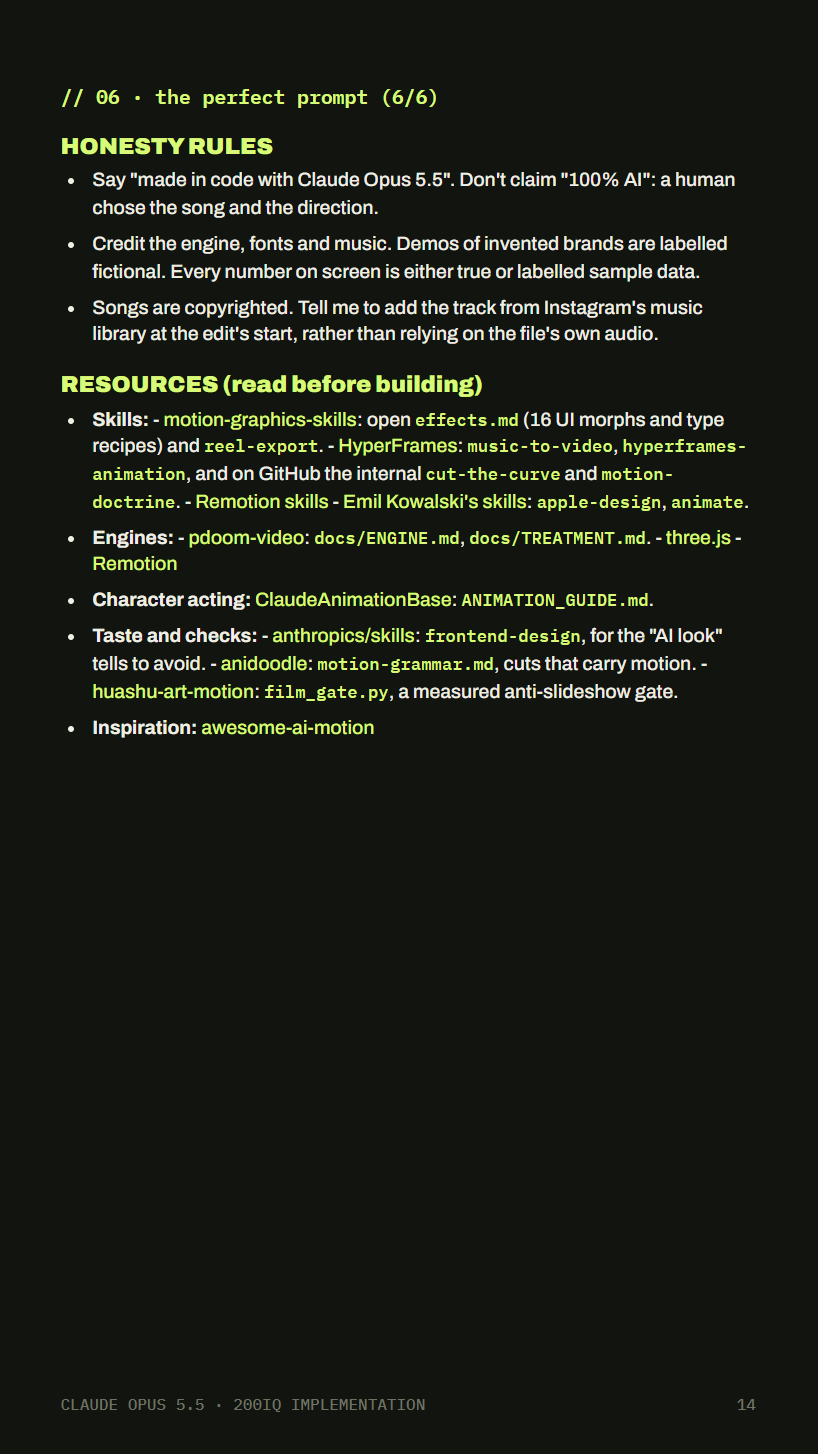 // 06 · the perfect prompt (6/6)
HONESTY RULES
• Say "made in code with Claude Opus 5.5". Don't claim "100% AI": a human
chose the song and the direction.
• Credit the engine, fonts and music. Demos of invented brands are labelled
fictional. Every number on screen is either true or labelled sample data.
• Songs are copyrighted. Tell me to add the track from Instagram's music
library at the edit's start, rather than relying on the file's own audio.
RESOURCES (read before building)
• Skills: - motion-graphics-skills: open effects.md (16 UI morphs and type
recipes) and reel-export. - HyperFrames: music-to-video, hyperframes-
animation, and on GitHub the internal cut-the-curve and motion-
doctrine. - Remotion skills - Emil Kowalski's skills: apple-design, animate.
• Engines: - pdoom-video: docs/ENGINE.md, docs/TREATMENT.md. - three.js -
Remotion
• Character acting: ClaudeAnimationBase: ANIMATION_GUIDE.md.
• Taste and checks: - anthropics/skills: frontend-design, for the "AI look"
tells to avoid. - anidoodle: motion-grammar.md, cuts that carry motion. -
huashu-art-motion: film_gate.py, a measured anti-slideshow gate.
• Inspiration: awesome-ai-motion
CLAUDE OPUS 5.5 · 200IQ IMPLEMENTATION 14